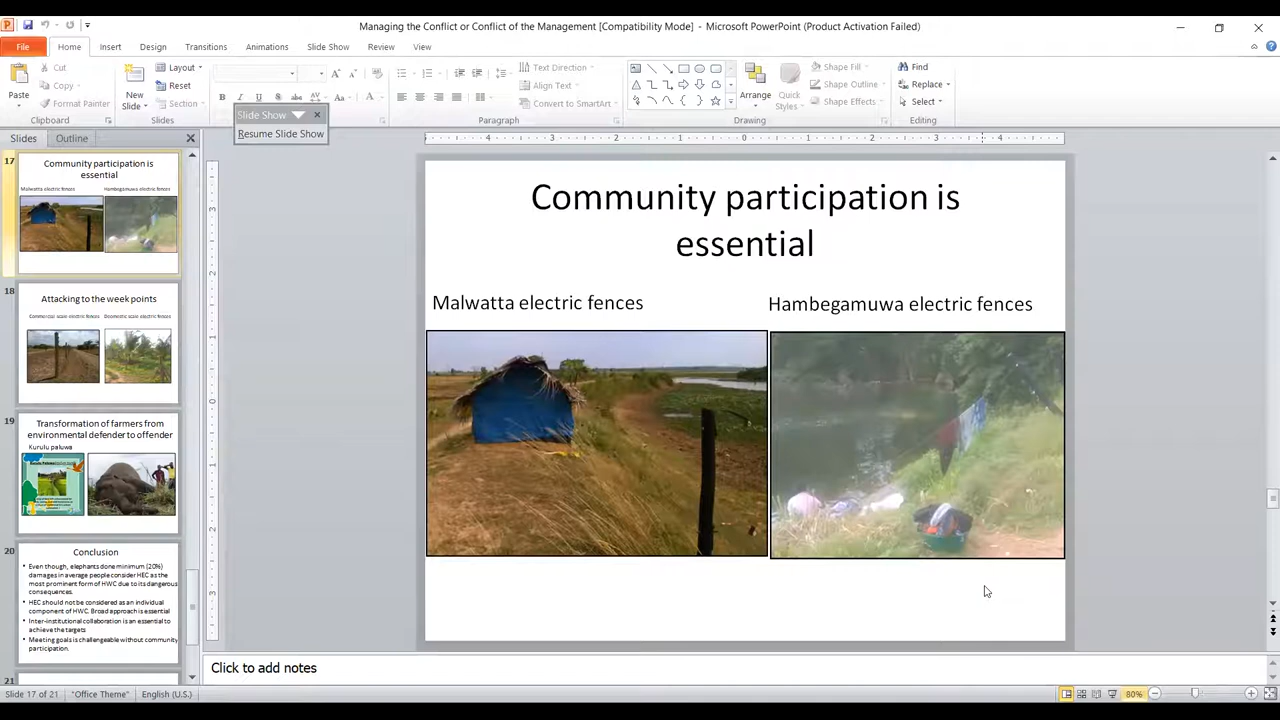 Managing the Conflict or Conflict of the Management [Compatibility Mode] - Microsoft PowerPoint (Product Activation Failed)
File Home Insert Design Transitions Animations Slide Show Review View
Paste
Cut
Copy
Format Painter
Clipboard
New
Slide
Layout
Reset
Section
Slides
Slide Show
Resume Slide Show
Text Direction
Align Text
Convert to SmartArt
Paragraph
Arrange
Quick
Styles
Shape Fill
Shape Outline
Shape Effects
Drawing
Find
Replace
Select
Editing
Slides Outline
17
Community participation is
essential
Malwatta electric fences Hambegamuwa electric fences
18
Attacking to the week points
Commercial scale electric fences
19
Transformation of farmers from
environmental defender to offender
Kurulu paluwa
20
Conclusion
Even though, elephants done minimum (20%)
damages in average people consider HEC as the
most prominent form of HWC due to its dangerous
consequences.
HEC should not be considered as an individual
component of HWC. Broad approach is essential
Inter-institutional collaboration is an essential to
achieve the targets
Meeting goals is challengeable without community
participation.
21
Community participation is
essential
Malwatta electric fences
Hambegamuwa electric fences
Click to add notes
Slide 17 of 21 "Office Theme" English (U.S.) 80%